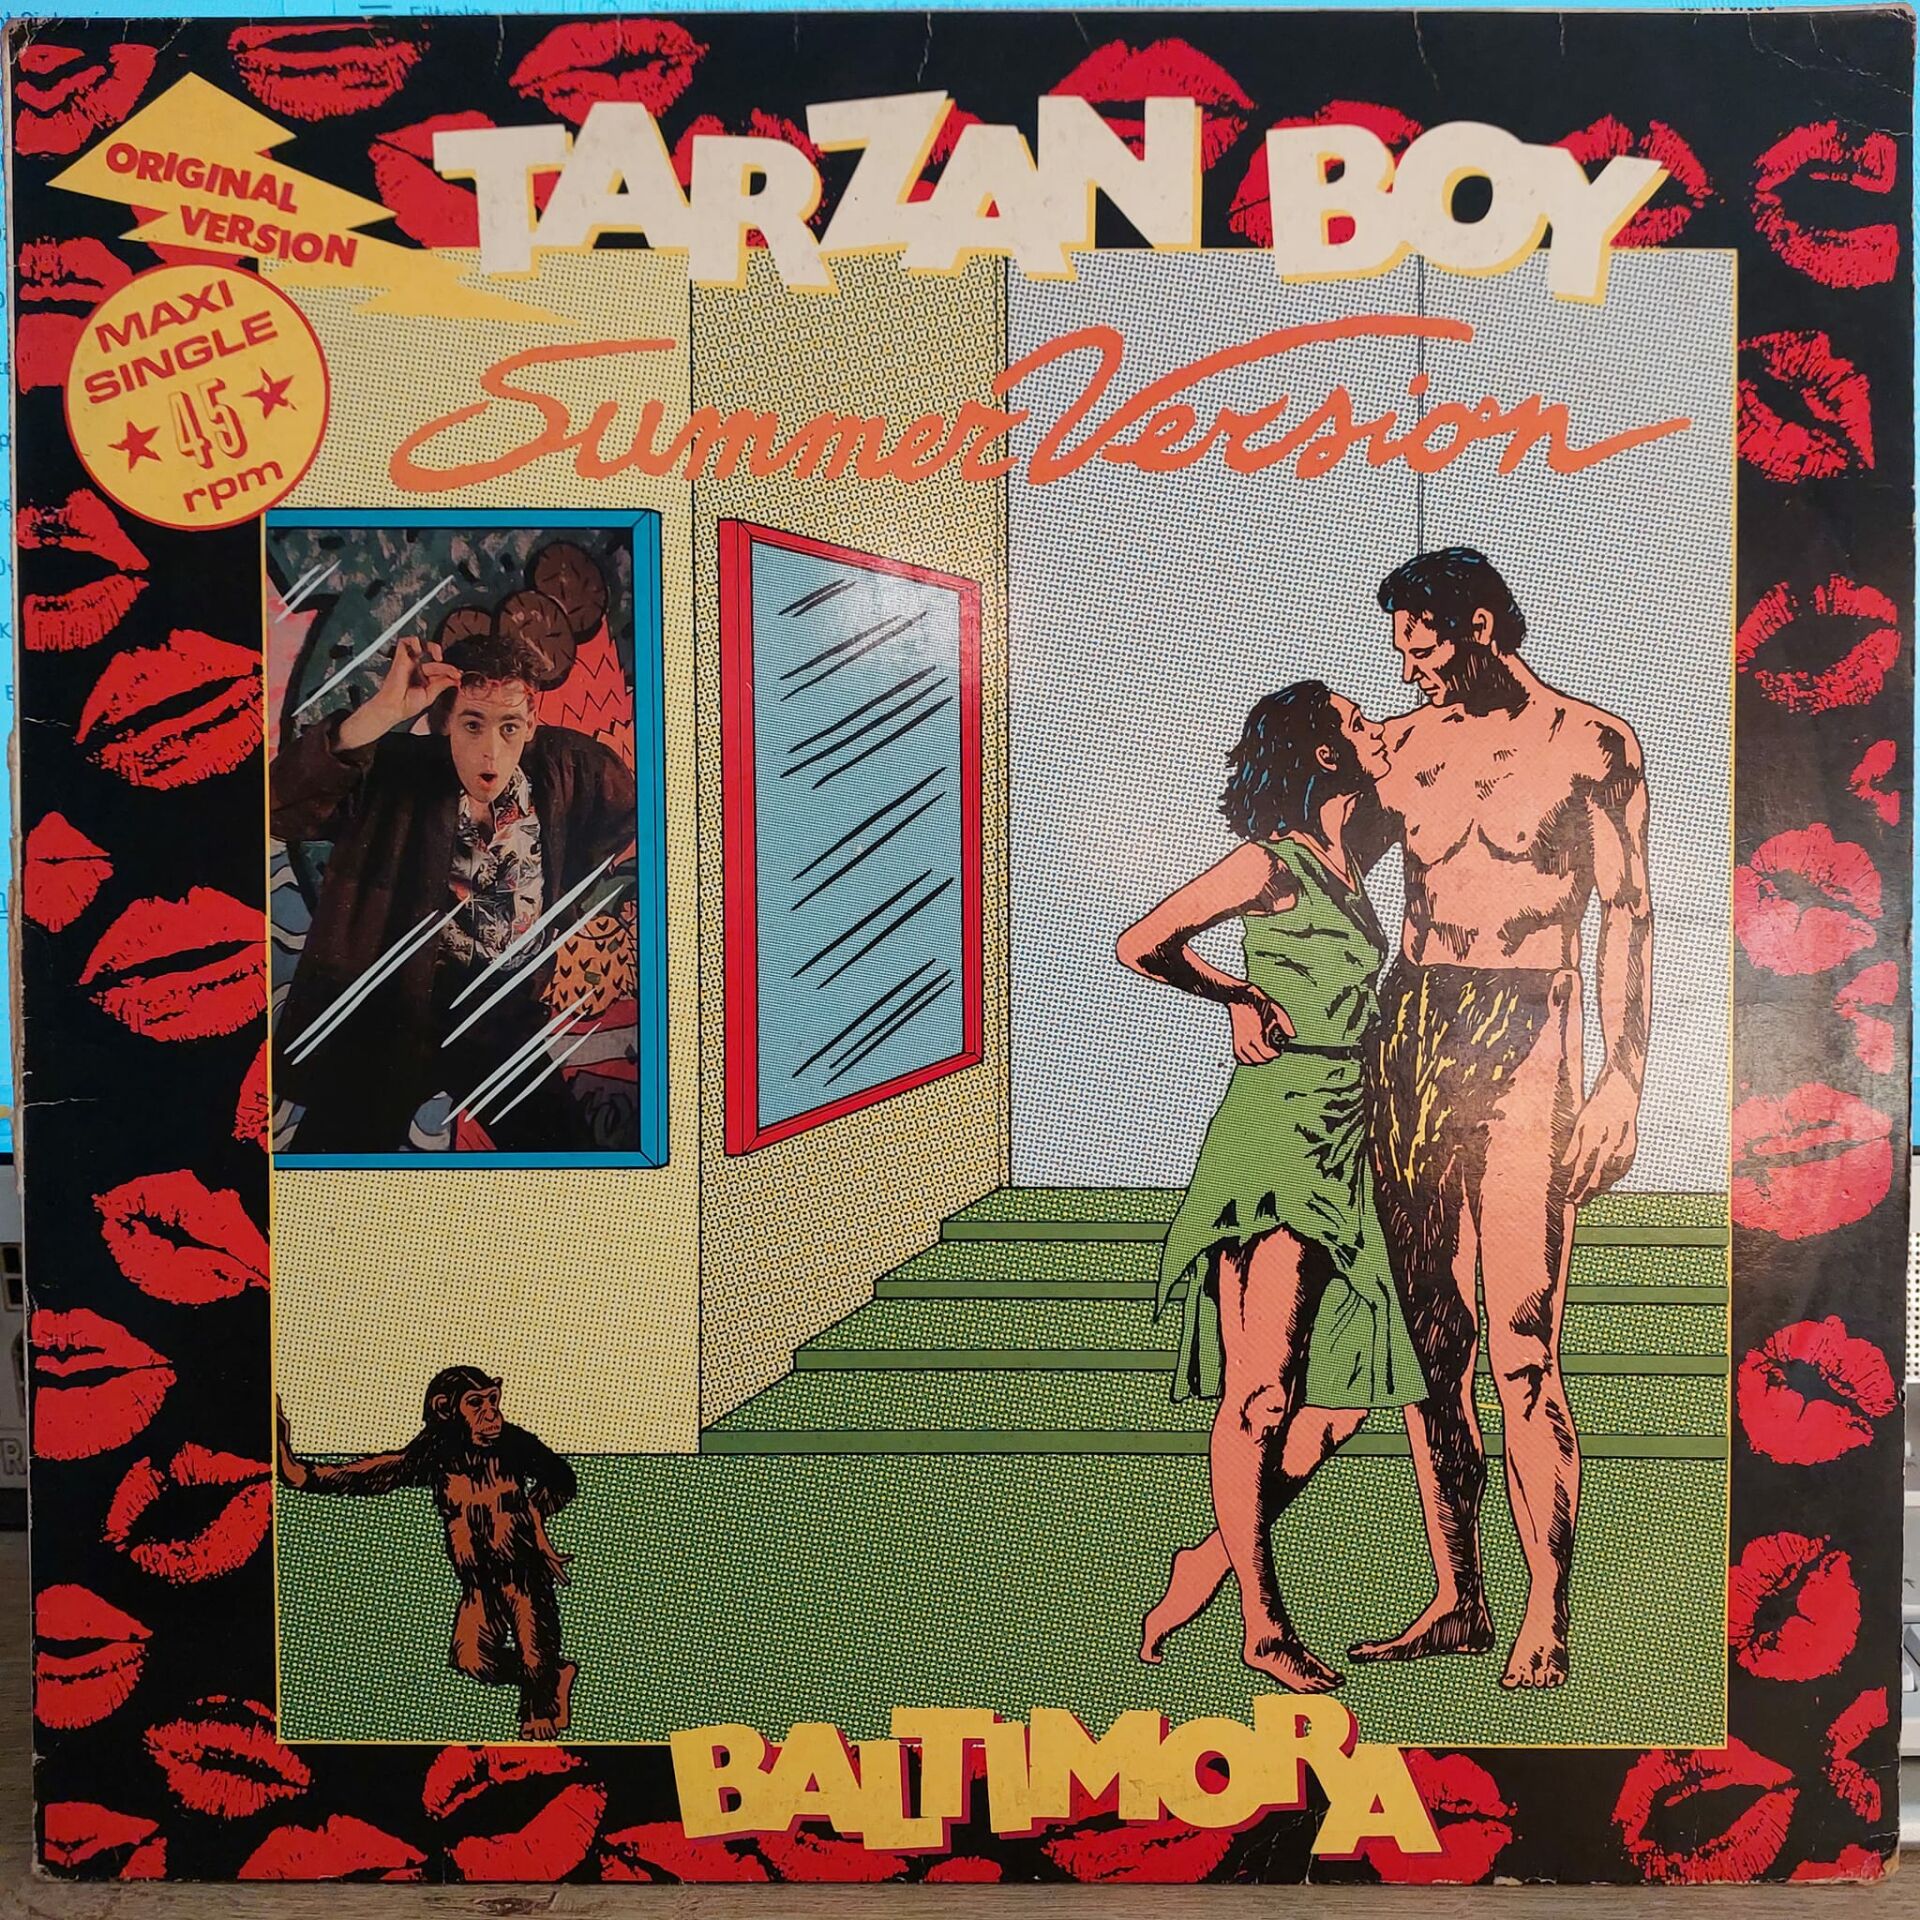 TARZAN BOY
Summer Version
ORIGINAL
VERSION
MAXI
SINGLE
45
rpm
BALTIMORA